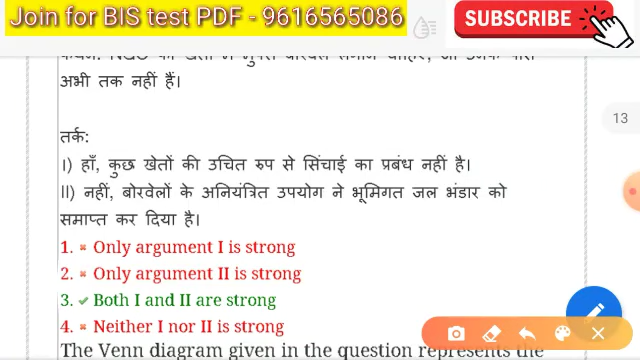 Join for BIS test PDF - 9616565086
SUBSCRIBE
अभी तक नहीं हैं।
13
तर्क:
I) हाँ, कुछ खेतों की उचित रुप से सिंचाई का प्रबंध नहीं है।
II) नहीं, बोरवेलों के अनियंत्रित उपयोग ने भूमिगत जल भंडार को
समाप्त कर दिया है।
1. Only argument I is strong
2. Only argument II is strong
3. Both I and II are strong
4. Neither I nor II is strong
The Venn diagram given in the question represents the